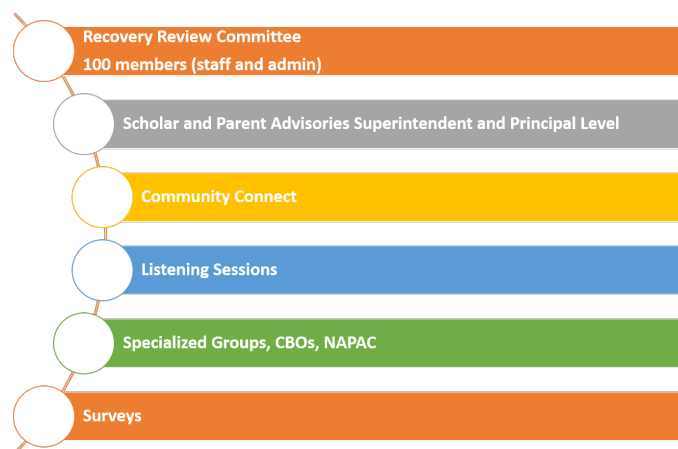 Recovery Review Committee
100 members (staff and admin)
Scholar and Parent Advisories Superintendent and Principal Level
Community Connect
Listening Sessions
Specialized Groups, CBOs, NAPAC
Surveys